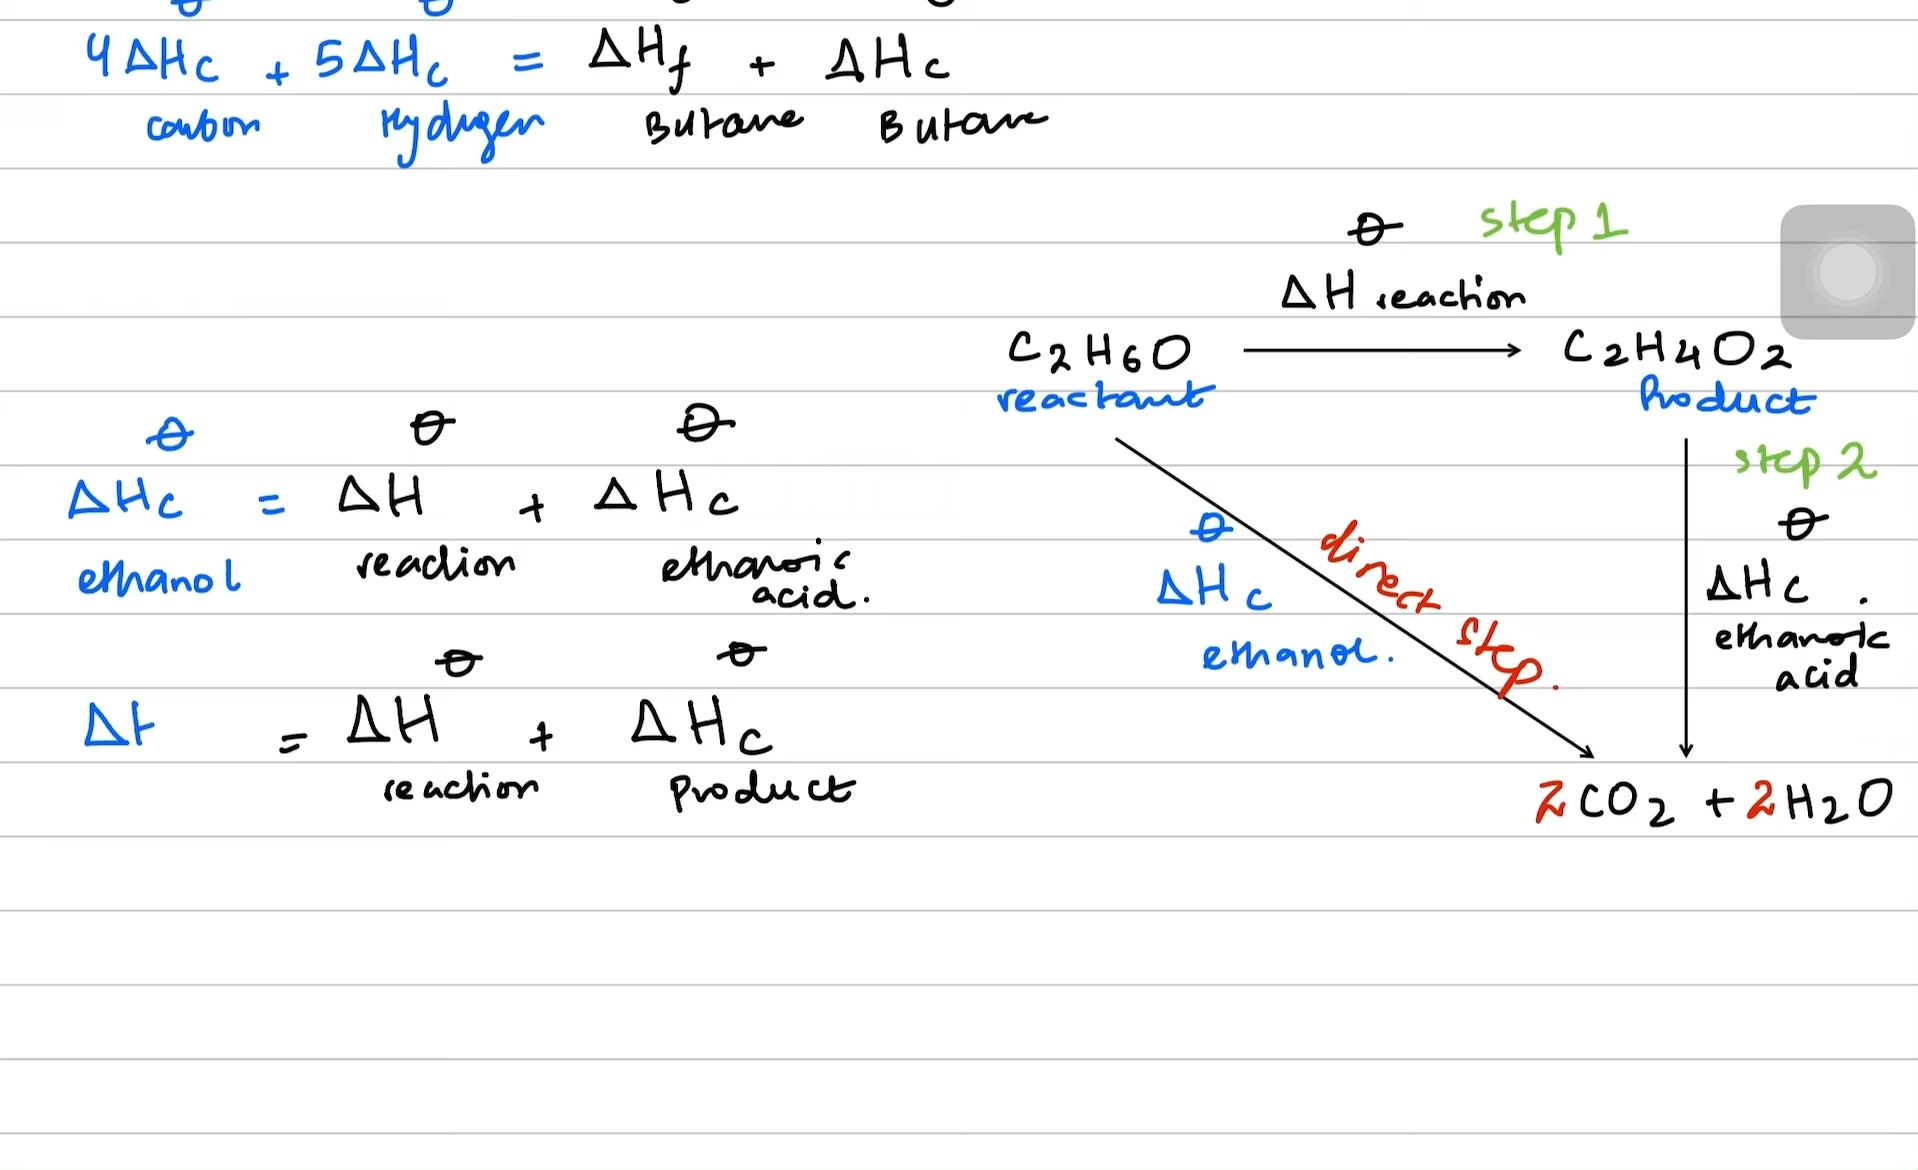 4ΔHc + 5ΔHc = ΔHf + ΔHc
carbon Hydrogen Butane Butane
θ step 1
ΔH reaction
C2H6O ⟶ C2H4O2
reactant Product
θ θ θ
ΔHc = ΔH + ΔHc
ethanol reaction ethanoic acid.
θ θ
= ΔH + ΔHc
reaction Product
step 2
θ
ΔHc
ethanoic
acid
θ
ΔHc
ethanol.
direct step.
2CO2 + 2H2O